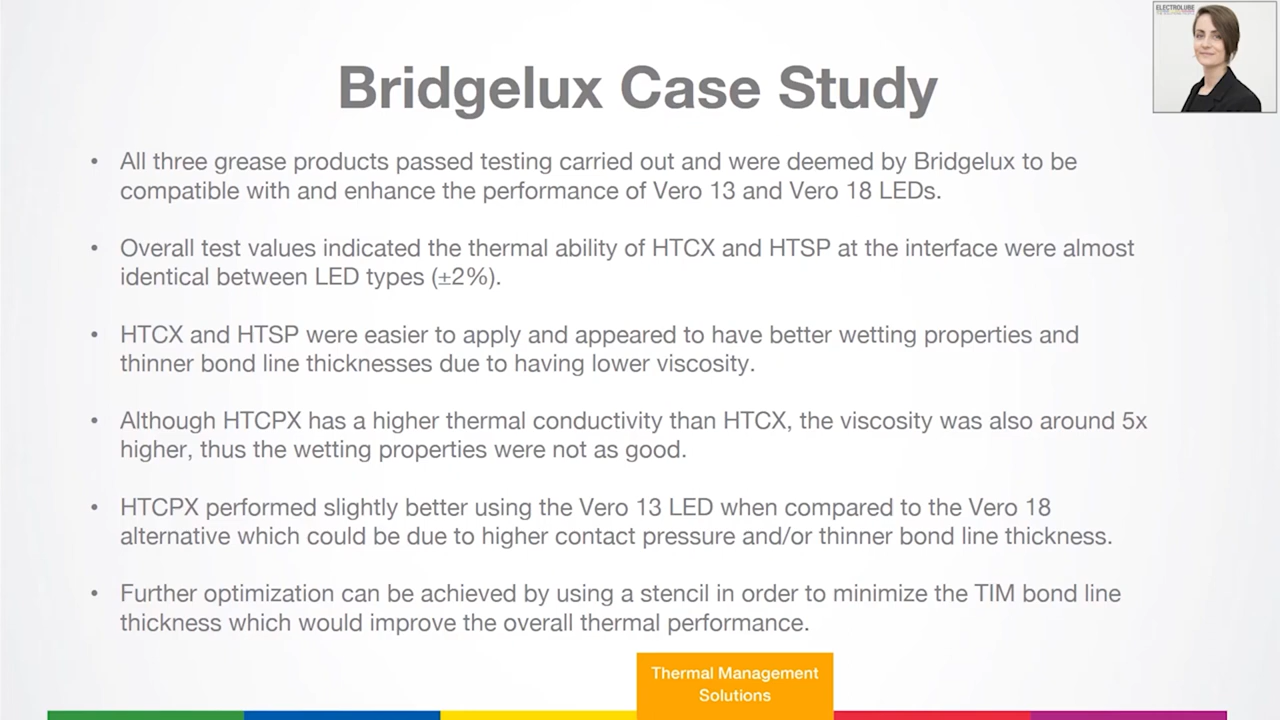 ELECTROLUBE
Bridgelux Case Study
• All three grease products passed testing carried out and were deemed by Bridgelux to be
compatible with and enhance the performance of Vero 13 and Vero 18 LEDs.
• Overall test values indicated the thermal ability of HTCX and HTSP at the interface were almost
identical between LED types (±2%).
• HTCX and HTSP were easier to apply and appeared to have better wetting properties and
thinner bond line thicknesses due to having lower viscosity.
• Although HTCPX has a higher thermal conductivity than HTCX, the viscosity was also around 5x
higher, thus the wetting properties were not as good.
• HTCPX performed slightly better using the Vero 13 LED when compared to the Vero 18
alternative which could be due to higher contact pressure and/or thinner bond line thickness.
• Further optimization can be achieved by using a stencil in order to minimize the TIM bond line
thickness which would improve the overall thermal performance.
Thermal Management
Solutions